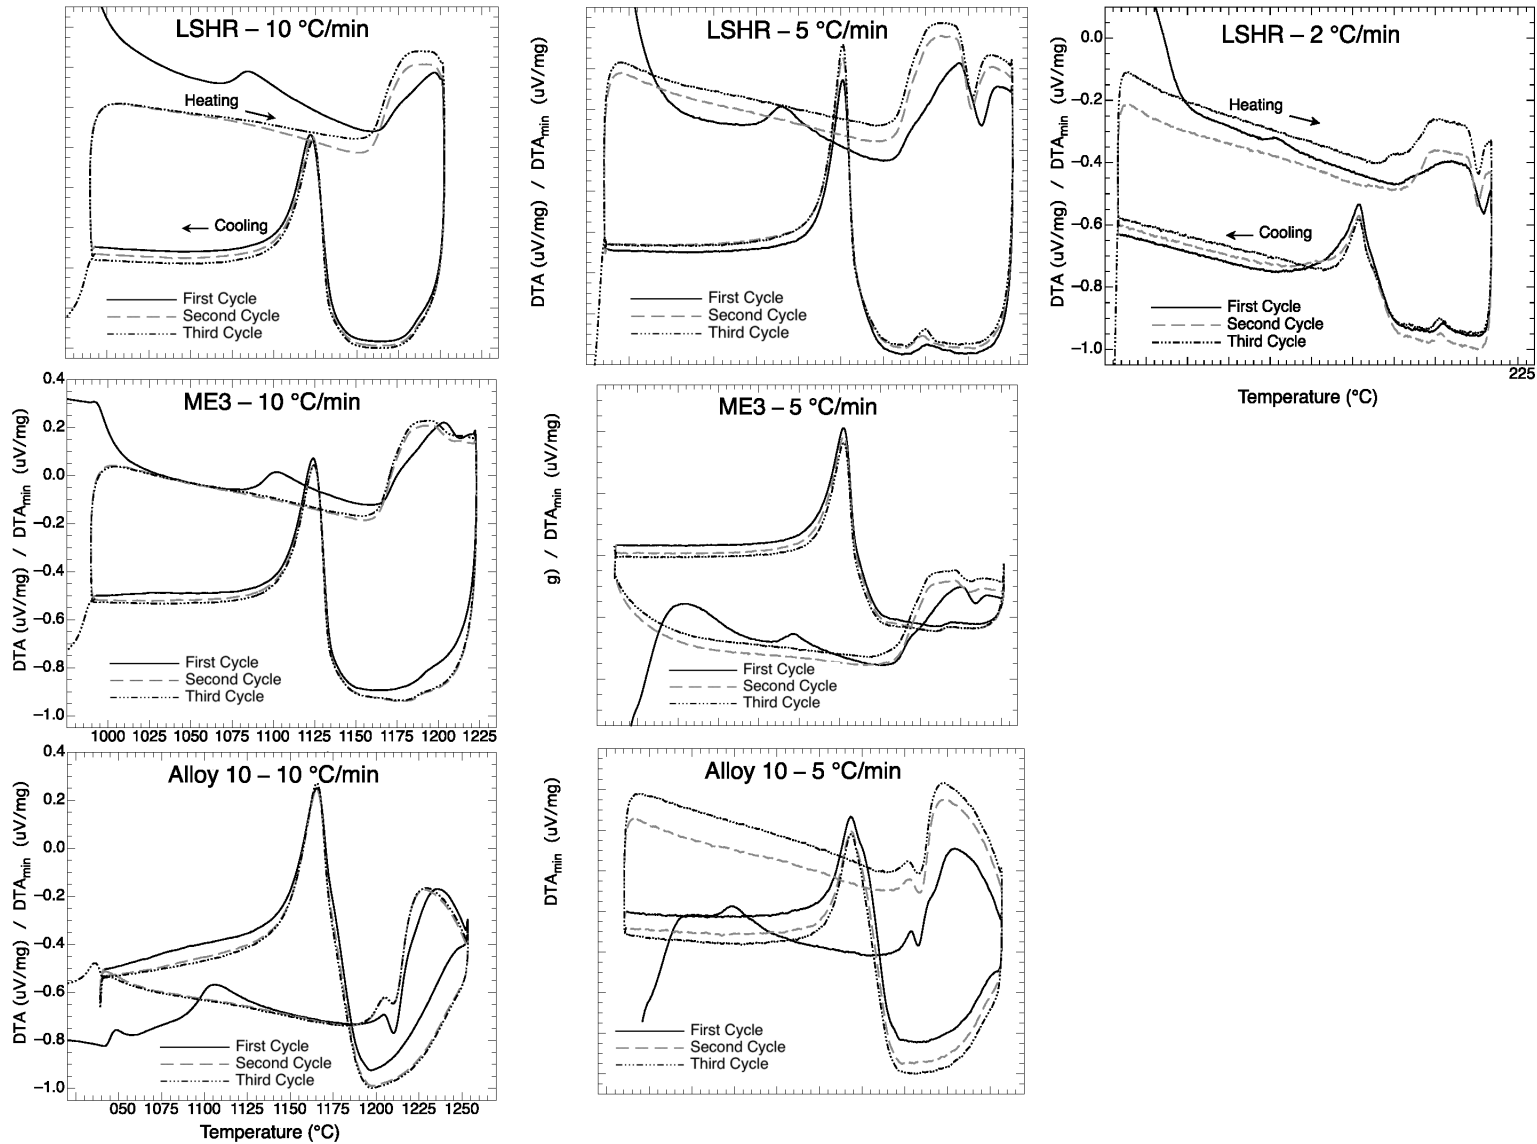 LSHR – 10 °C/min
Heating
Cooling
First Cycle
Second Cycle
Third Cycle
LSHR – 5 °C/min
DTA (uV/mg) / DTAmin (uV/mg)
First Cycle
Second Cycle
Third Cycle
LSHR – 2 °C/min
DTA (uV/mg) / DTAmin (uV/mg)
0.0
–0.2
–0.4
–0.6
–0.8
–1.0
Heating
Cooling
First Cycle
Second Cycle
Third Cycle
225
Temperature (°C)
ME3 – 10 °C/min
DTA (uV/mg) / DTAmin (uV/mg)
0.4
0.2
0.0
–0.2
–0.4
–0.6
–0.8
–1.0
First Cycle
Second Cycle
Third Cycle
1000 1025 1050 1075 1100 1125 1150 1175 1200 1225
ME3 – 5 °C/min
g) / DTAmin (uV/mg)
First Cycle
Second Cycle
Third Cycle
Alloy 10 – 10 °C/min
DTA (uV/mg) / DTAmin (uV/mg)
0.4
0.2
0.0
–0.2
–0.4
–0.6
–0.8
–1.0
First Cycle
Second Cycle
Third Cycle
050 1075 1100 1125 1150 1175 1200 1225 1250
Temperature (°C)
Alloy 10 – 5 °C/min
DTAmin (uV/mg)
First Cycle
Second Cycle
Third Cycle